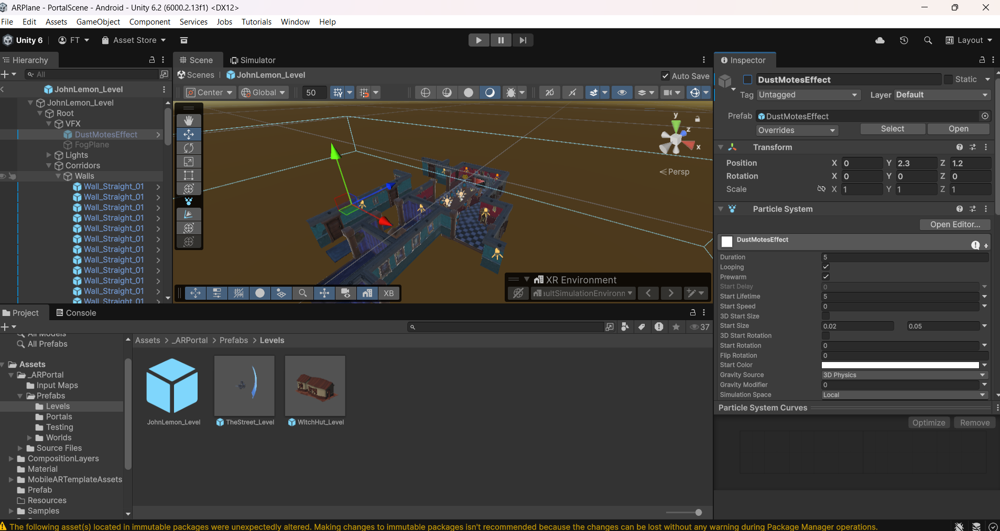 ARPlane - PortalScene - Android - Unity 6.2 (6000.2.13f1) <DX12>
File Edit Assets GameObject Component Services Jobs Tutorials Window Help
Unity 6 FT Asset Store Layout
Hierarchy
All
JohnLemon_Level
JohnLemon_Level
Root
VFX
DustMotesEffect
FogPlane
Lights
Corridors
Walls
Wall_Straight_01
Wall_Straight_01
Wall_Straight_01
Wall_Straight_01
Wall_Straight_01
Wall_Straight_01
Wall_Straight_01
Wall_Straight_01
Wall_Straight_01
Wall_Straight_01
Wall_Straight_01
Wall_Straight_01
Scene Simulator
Scenes JohnLemon_Level Auto Save
Center Global 50 2D
y
z
x
Persp
XR Environment
aultSimulationEnvironn
XB
Inspector
DustMotesEffect Static
Tag Untagged Layer Default
Prefab DustMotesEffect
Overrides Select Open
Transform
Position X 0 Y 2.3 Z 1.2
Rotation X 0 Y 0 Z 0
Scale X 1 Y 1 Z 1
Particle System
Open Editor...
DustMotesEffect
Duration 5
Looping
Prewarm
Start Delay 0
Start Lifetime 5
Start Speed 0
3D Start Size
Start Size 0.02 0.05
3D Start Rotation
Start Rotation 0
Flip Rotation 0
Start Color
Gravity Source 3D Physics
Gravity Modifier 0
Simulation Space Local
Particle System Curves
Optimize Remove
Project Console
37
All Models
All Prefabs
Assets
_ARPortal
Input Maps
Prefabs
Levels
Portals
Testing
Worlds
Source Files
CompositionLayers
Material
MobileARTemplateAssets
Prefab
Resources
Samples
Assets > _ARPortal > Prefabs > Levels
JohnLemon_Level TheStreet_Level WitchHut_Level
The following asset(s) located in immutable packages were unexpectedly altered. Making changes to immutable packages isn't recommended because the changes can be lost without any warning during Package Manager operations.